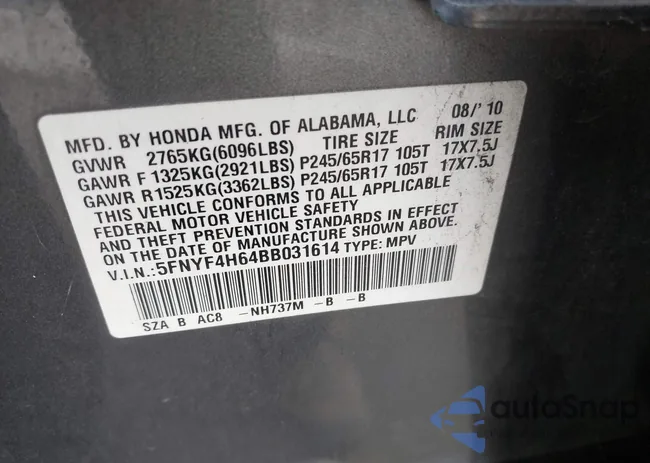 MFD. BY HONDA MFG. OF ALABAMA, LLC 08/' 10
GVWR 2765KG(6096LBS) TIRE SIZE RIM SIZE
GAWR F 1325KG(2921LBS) P245/65R17 105T 17X7.5J
GAWR R1525KG(3362LBS) P245/65R17 105T 17X7.5J
THIS VEHICLE CONFORMS TO ALL APPLICABLE
FEDERAL MOTOR VEHICLE SAFETY
AND THEFT PREVENTION STANDARDS IN EFFECT
ON THE DATE OF MANUFACTURE SHOWN ABOVE.
V.I.N.:5FNYF4H64BB031614 TYPE: MPV
SZA B AC8 -NH737M -B -B
autoSnap